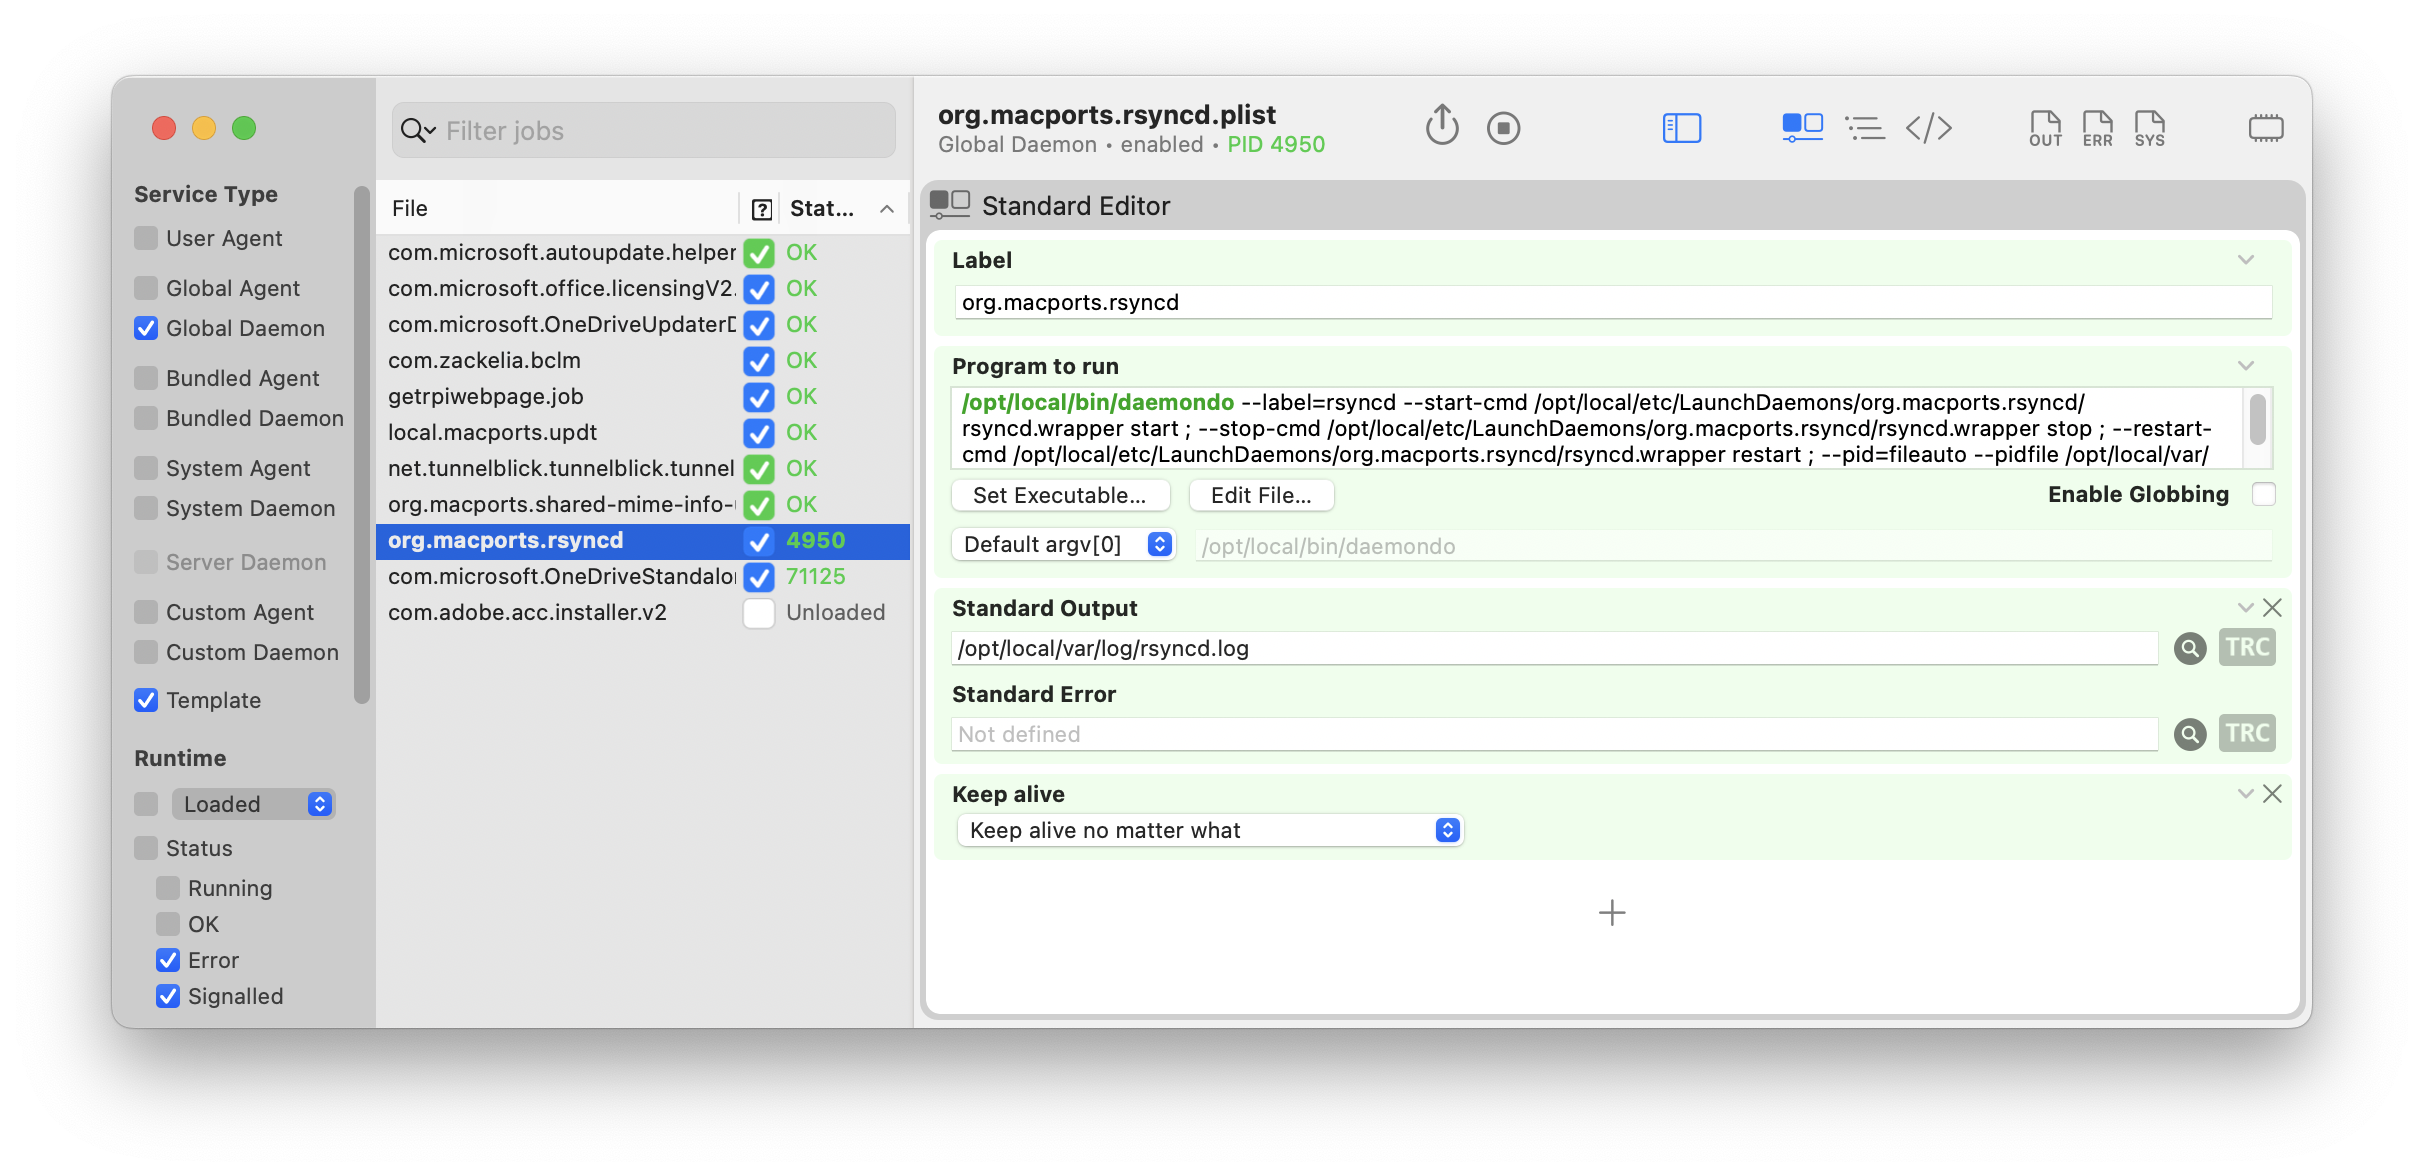 Service Type
User Agent
Global Agent
Global Daemon
Bundled Agent
Bundled Daemon
System Agent
System Daemon
Server Daemon
Custom Agent
Custom Daemon
Template
Runtime
Loaded
Status
Running
OK
Error
Signalled
Filter jobs
File ? Stat...
com.microsoft.autoupdate.helper OK
com.microsoft.office.licensingV2. OK
com.microsoft.OneDriveUpdaterD OK
com.zackelia.bclm OK
getrpiwebpage.job OK
local.macports.updt OK
net.tunnelblick.tunnelblick.tunnel OK
org.macports.shared-mime-info- OK
org.macports.rsyncd 4950
com.microsoft.OneDriveStandalo 71125
com.adobe.acc.installer.v2 Unloaded
org.macports.rsyncd.plist
Global Daemon • enabled • PID 4950
OUT ERR SYS
Standard Editor
Label
org.macports.rsyncd
Program to run
/opt/local/bin/daemondo --label=rsyncd --start-cmd /opt/local/etc/LaunchDaemons/org.macports.rsyncd/
rsyncd.wrapper start ; --stop-cmd /opt/local/etc/LaunchDaemons/org.macports.rsyncd/rsyncd.wrapper stop ; --restart-
cmd /opt/local/etc/LaunchDaemons/org.macports.rsyncd/rsyncd.wrapper restart ; --pid=fileauto --pidfile /opt/local/var/
Set Executable... Edit File... Enable Globbing
Default argv[0] /opt/local/bin/daemondo
Standard Output
/opt/local/var/log/rsyncd.log TRC
Standard Error
Not defined TRC
Keep alive
Keep alive no matter what